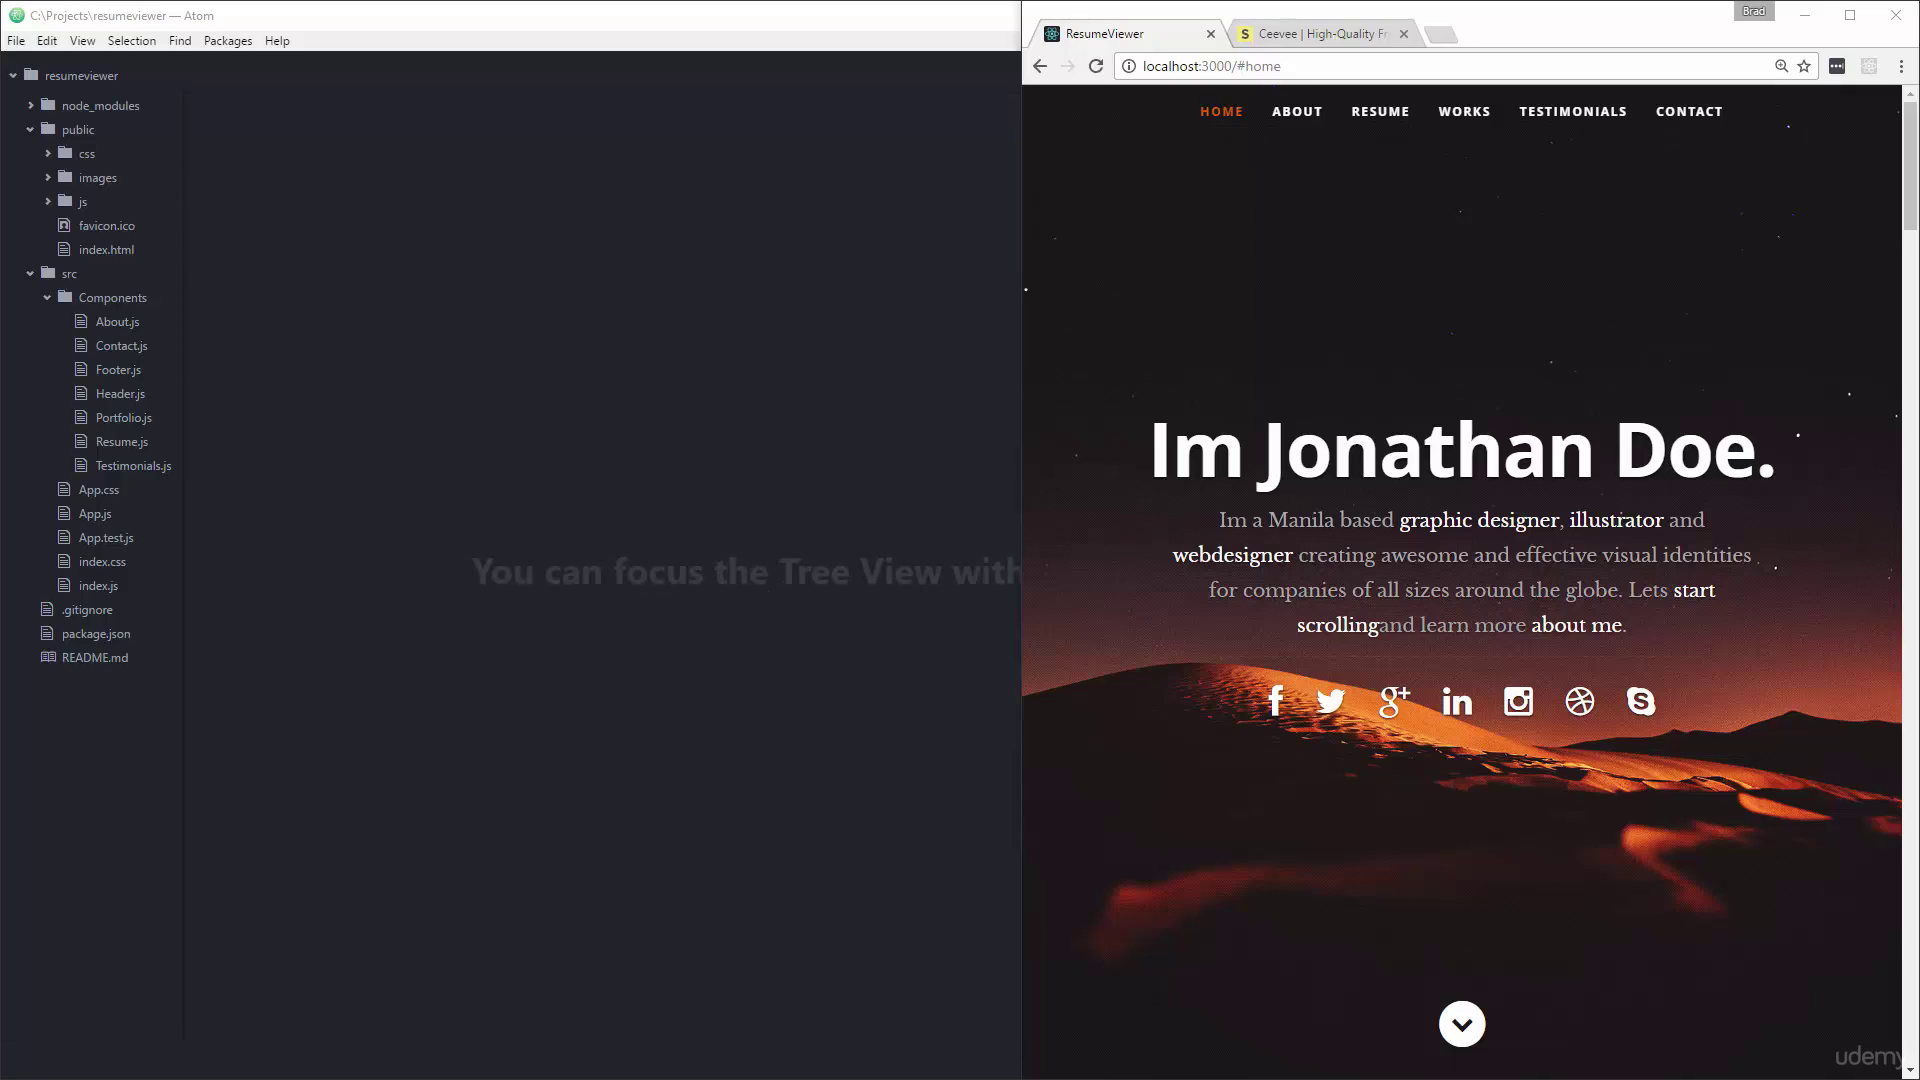 C:\Projects\resumeviewer — Atom
File Edit View Selection Find Packages Help
resumeviewer
node_modules
public
css
images
js
favicon.ico
index.html
src
Components
About.js
Contact.js
Footer.js
Header.js
Portfolio.js
Resume.js
Testimonials.js
App.css
App.js
App.test.js
index.css
index.js
.gitignore
package.json
README.md
You can focus the Tree View with
Brad
ResumeViewer
S Ceevee | High-Quality Fr
localhost:3000/#home
HOME ABOUT RESUME WORKS TESTIMONIALS CONTACT
Im Jonathan Doe.
Im a Manila based graphic designer, illustrator and
webdesigner creating awesome and effective visual identities
for companies of all sizes around the globe. Lets start
scrollingand learn more about me.
udemy